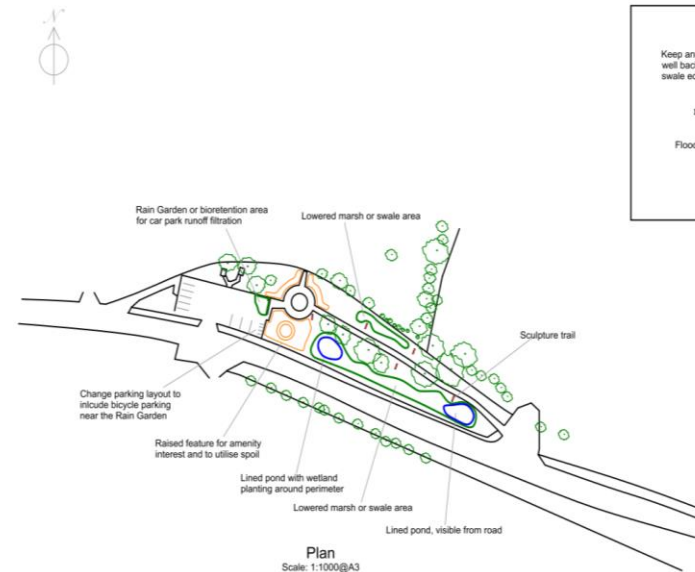 N
Keep an
well bac
swale ed
Flood
Rain Garden or bioretention area
for car park runoff filtration
Lowered marsh or swale area
Sculpture trail
Change parking layout to
inlcude bicycle parking
near the Rain Garden
Raised feature for amenity
interest and to utilise spoil
Lined pond with wetland
planting around perimeter
Lowered marsh or swale area
Lined pond, visible from road
Plan
Scale: 1:1000@A3